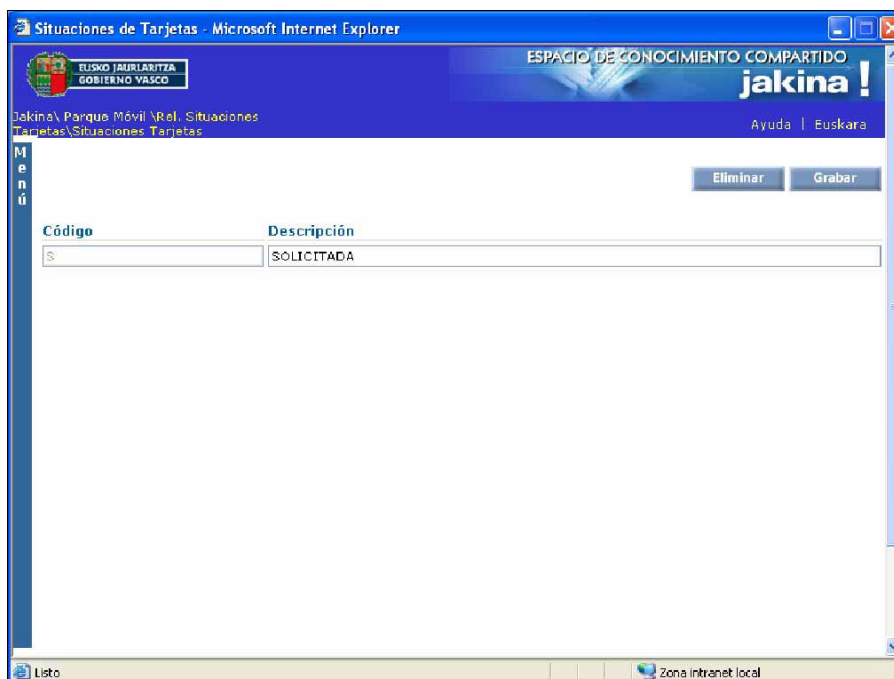 Situaciones de Tarjetas - Microsoft Internet Explorer
EUSKO JAURLARITZA
GOBIERNO VASCO
ESPACIO DE CONOCIMIENTO COMPARTIDO
jakina !
Jakina\ Parque Móvil \Rel. Situaciones
Tarjetas\Situaciones Tarjetas
Ayuda | Euskara
Menú
Eliminar Grabar
Código Descripción
S SOLICITADA
Listo Zona intranet local